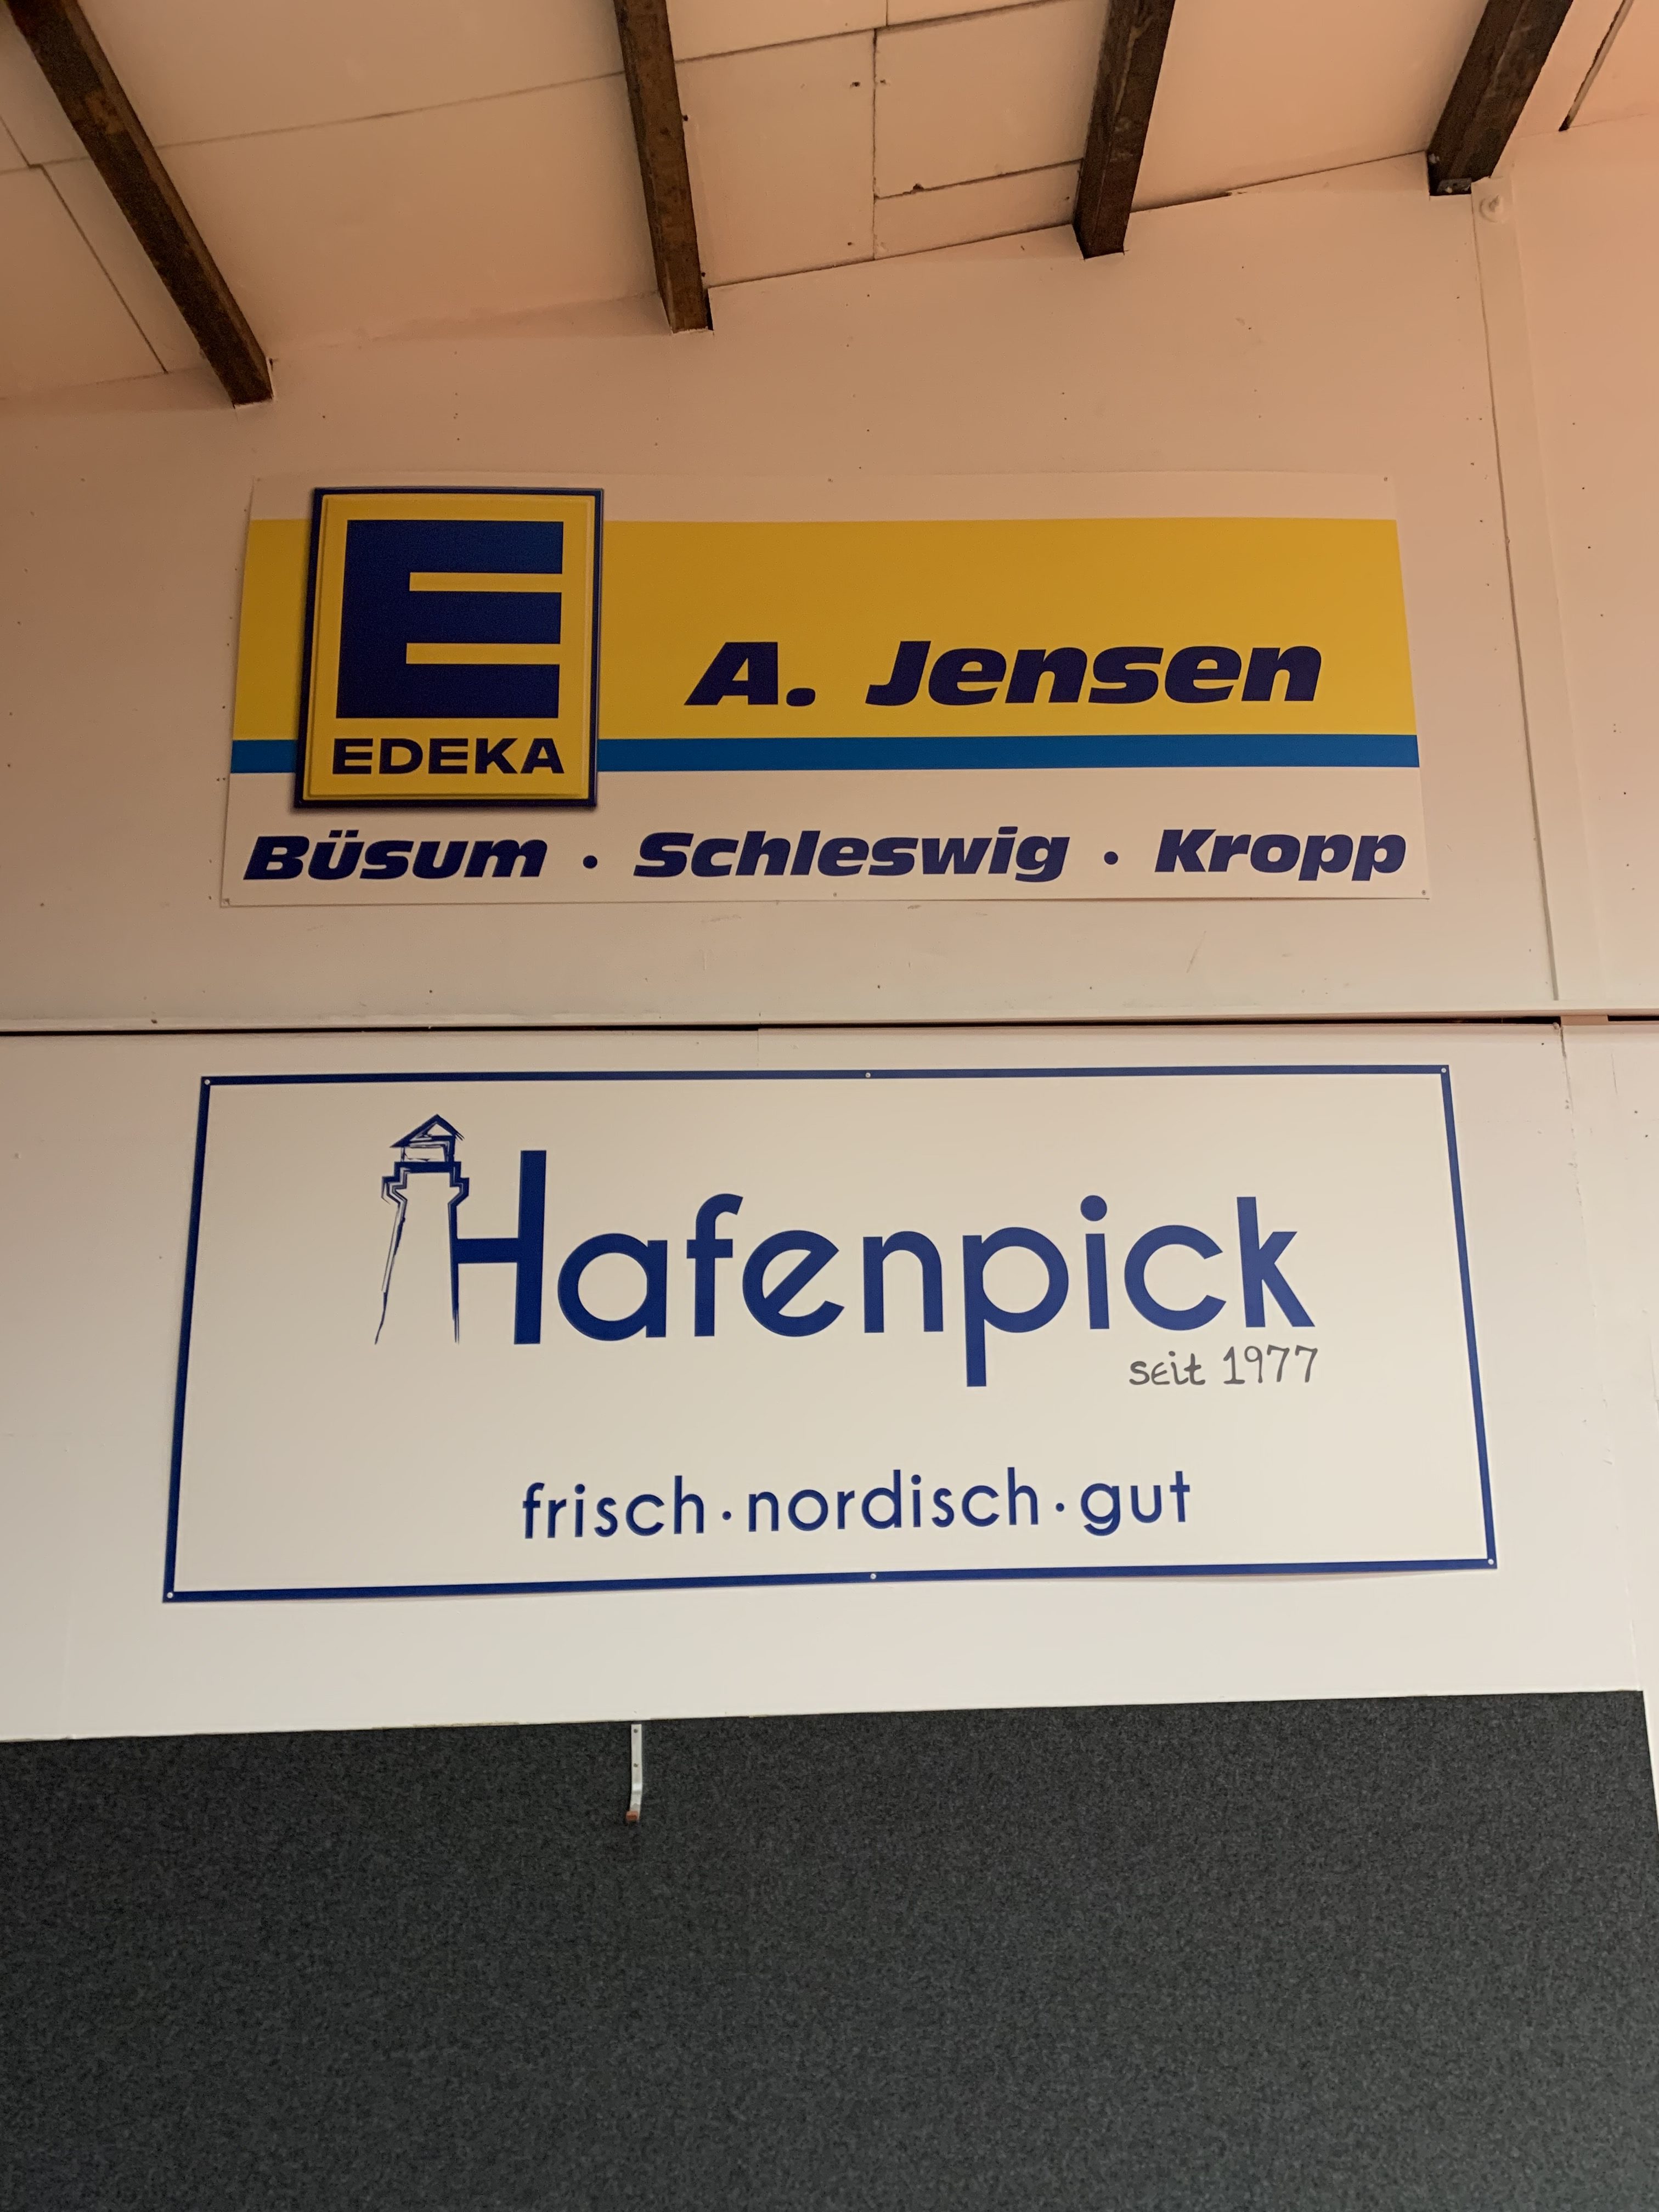 E
EDEKA
A. Jensen
Büsum · Schleswig · Kropp
Hafenpick
seit 1977
frisch · nordisch · gut